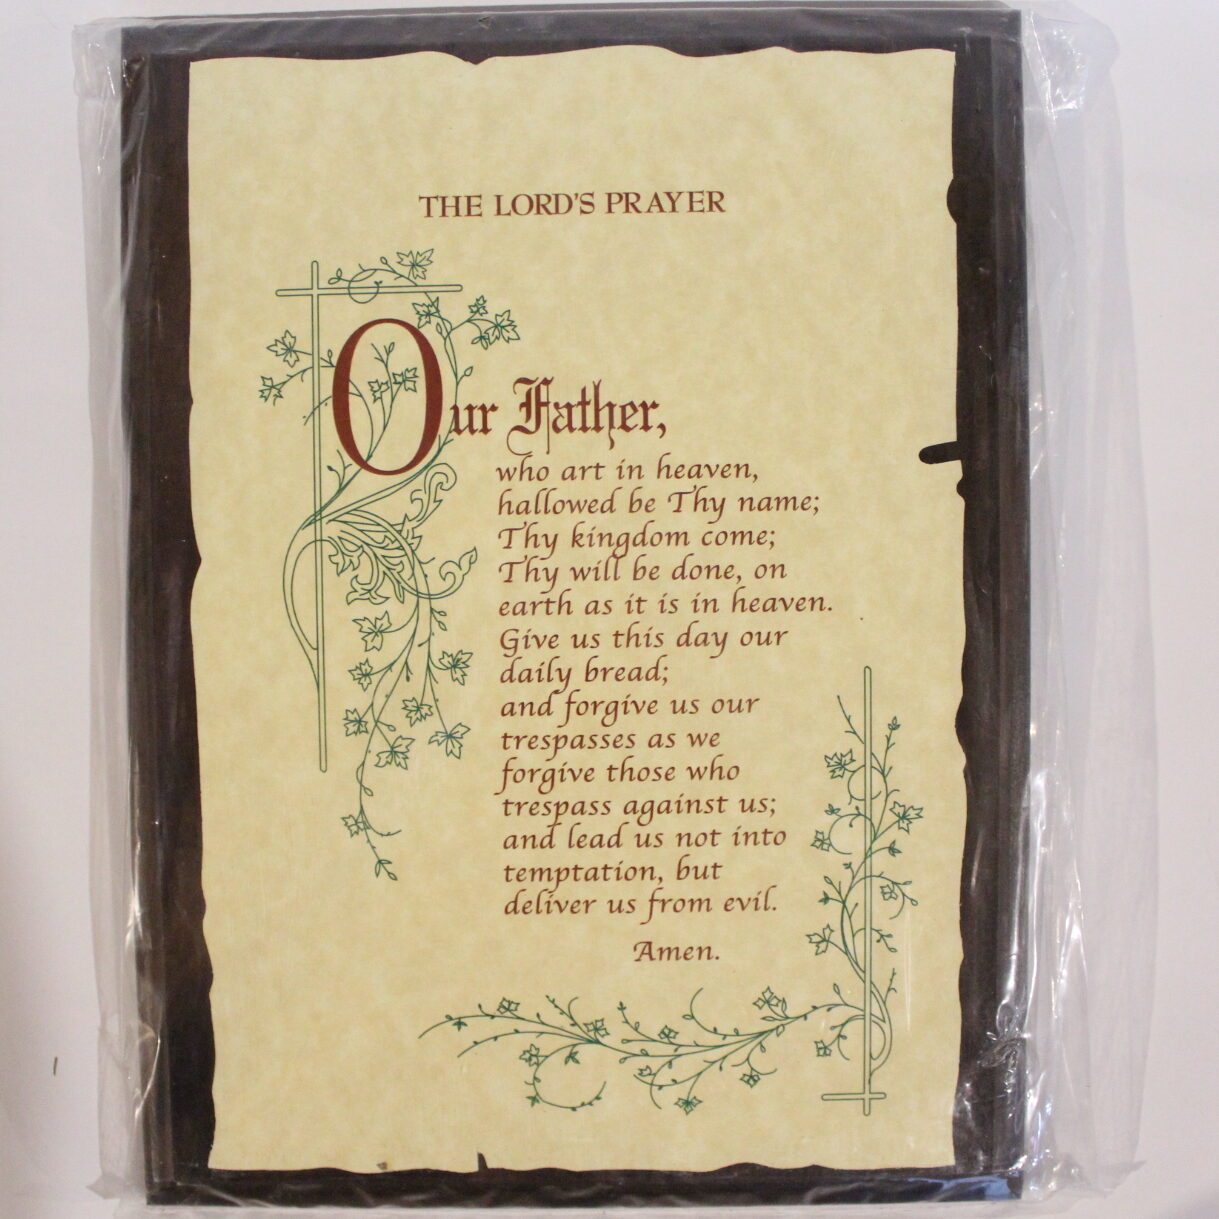 THE LORD'S PRAYER
Our Father,
who art in heaven,
hallowed be Thy name;
Thy kingdom come;
Thy will be done, on
earth as it is in heaven.
Give us this day our
daily bread;
and forgive us our
trespasses as we
forgive those who
trespass against us;
and lead us not into
temptation, but
deliver us from evil.
Amen.